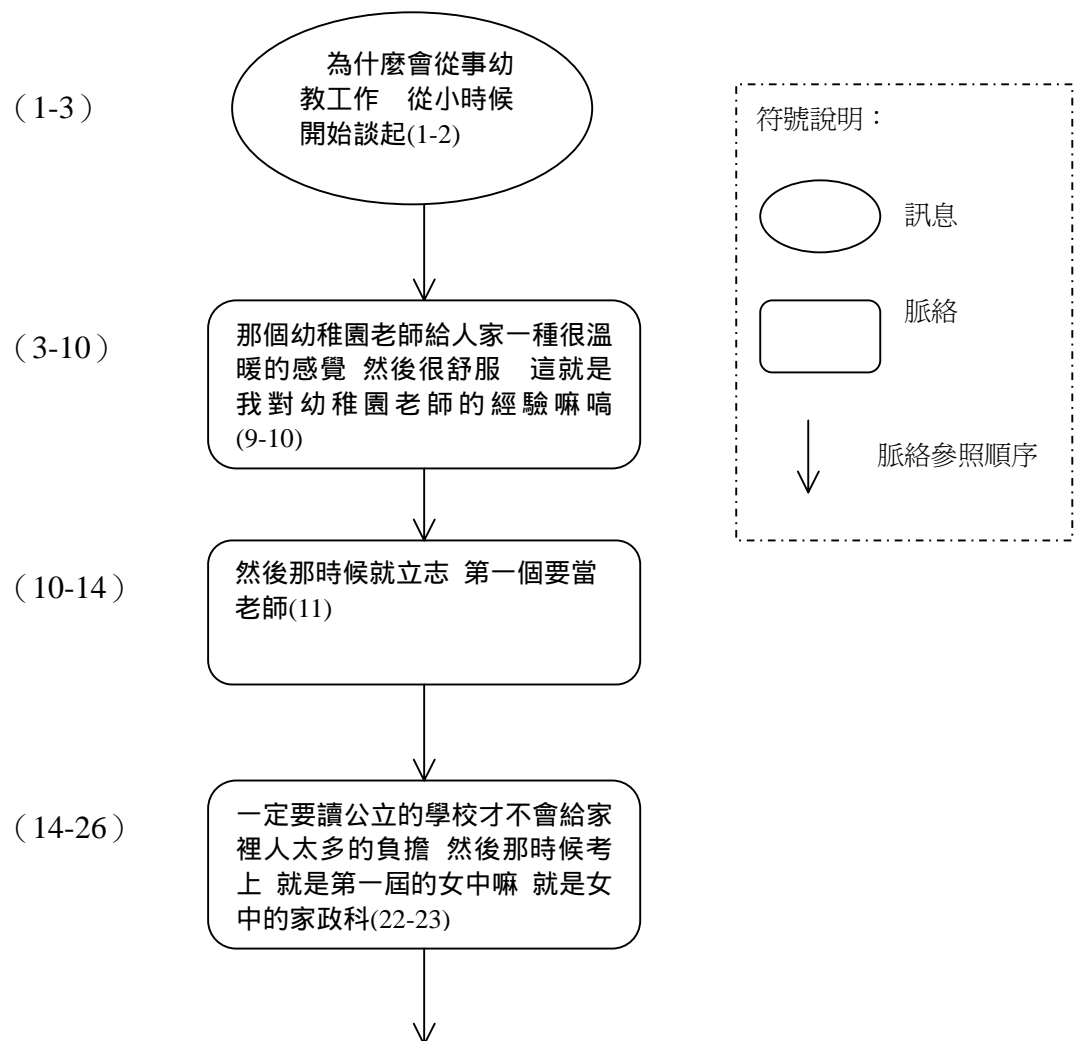 （1-3）
為什麼會從事幼
教工作 從小時候
開始談起(1-2)
（3-10）
那個幼稚園老師給人家一種很溫
暖的感覺 然後很舒服 這就是
我對幼稚園老師的經驗嘛嗃
(9-10)
（10-14）
然後那時候就立志 第一個要當
老師(11)
（14-26）
一定要讀公立的學校才不會給家
裡人太多的負擔 然後那時候考
上 就是第一屆的女中嘛 就是女
中的家政科(22-23)
符號說明：
訊息
脈絡
脈絡參照順序